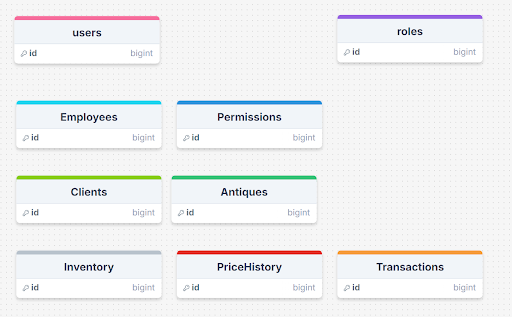 users
id bigint
roles
id bigint
Employees
id bigint
Permissions
id bigint
Clients
id bigint
Antiques
id bigint
Inventory
id bigint
PriceHistory
id bigint
Transactions
id bigint